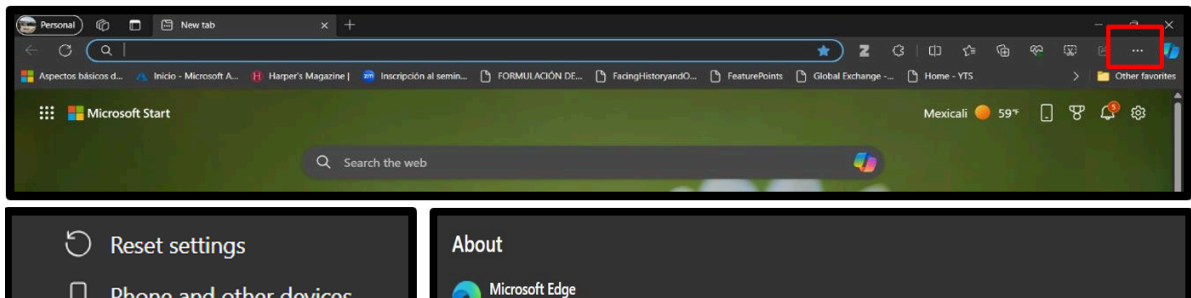 Personal New tab
Aspectos básicos d... Inicio - Microsoft A... Harper's Magazine | Inscripción al semin... FORMULACIÓN DE... FacingHistoryandO... FeaturePoints Global Exchange -... Home - YTS Other favorites
Microsoft Start Mexicali 59°F 5
Search the web
Reset settings
Phone and other devices
About
Microsoft Edge